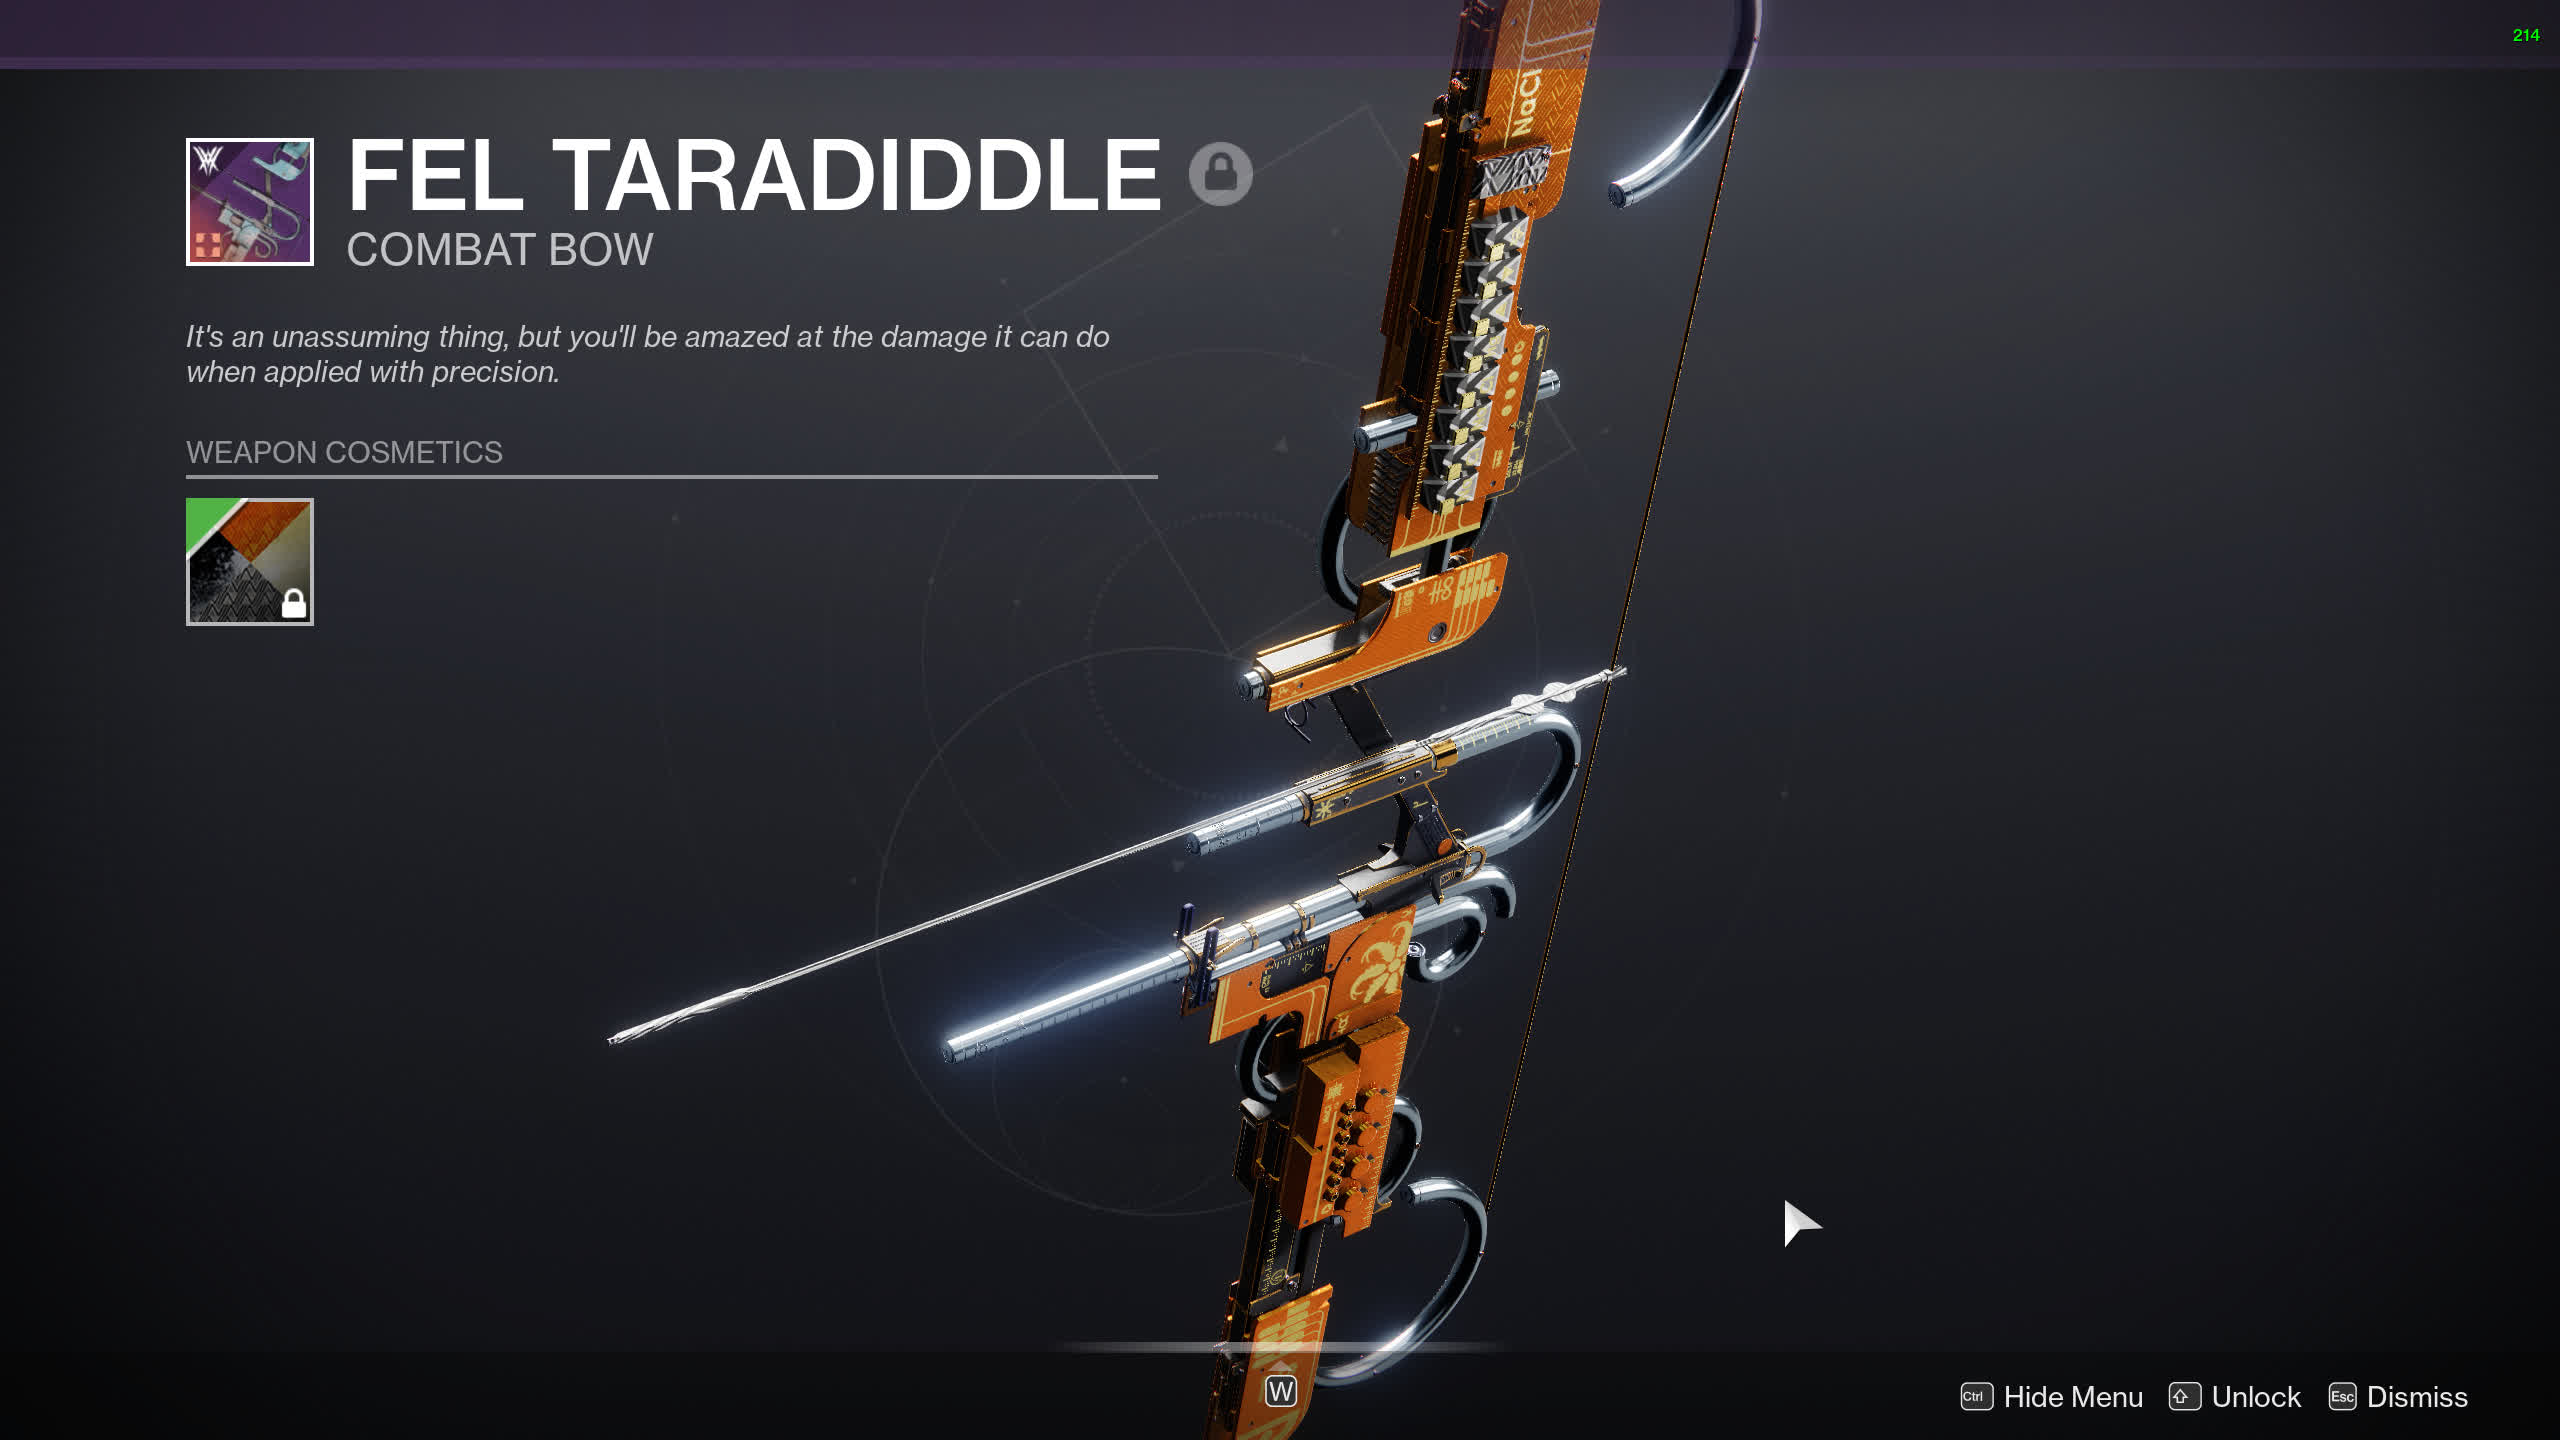 214
FEL TARADIDDLE
COMBAT BOW
It's an unassuming thing, but you'll be amazed at the damage it can do
when applied with precision.
WEAPON COSMETICS
NaCl
H8
W
Ctrl Hide Menu
Unlock
Esc Dismiss